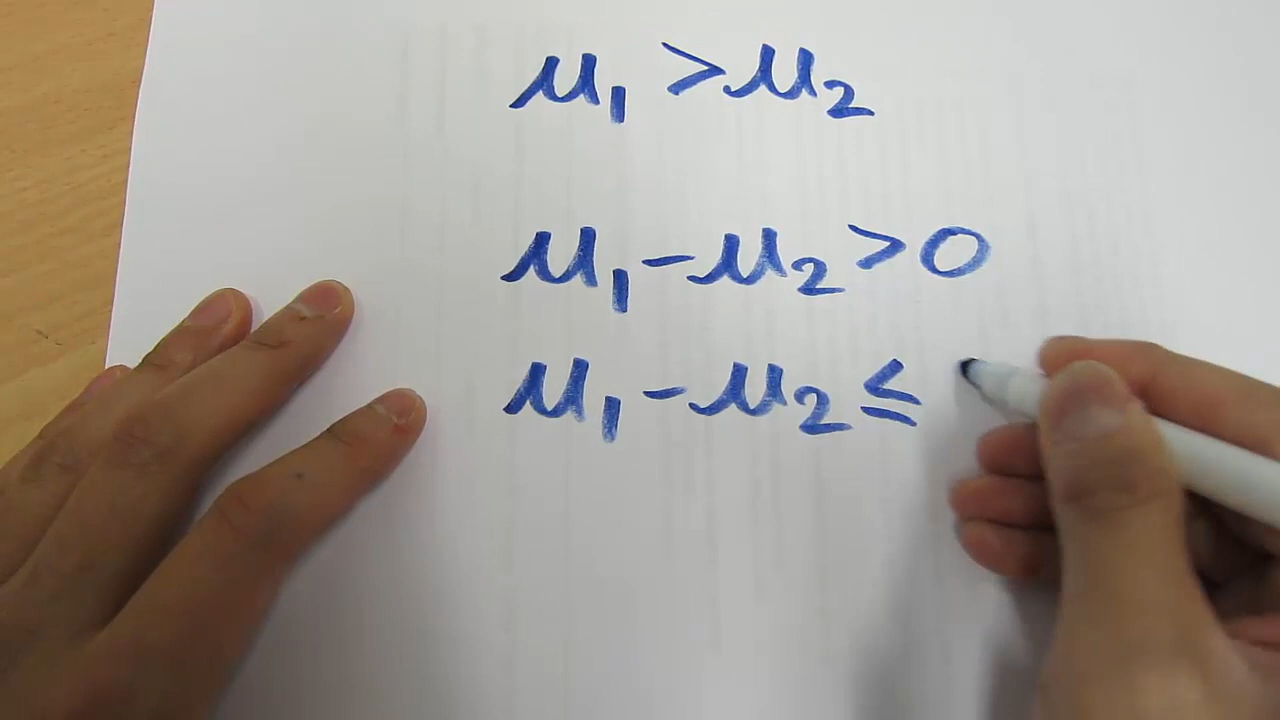 μ₁ > μ₂
μ₁ - μ₂ > 0
μ₁ - μ₂ ≤